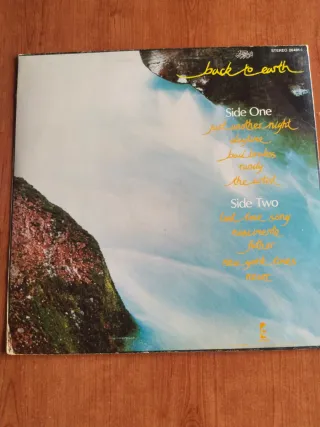 STEREO
back to earth
Side One
just another night
daytime
bad brakes
randy
the artist
Side Two
last love song
nascimento
father
new york times
never